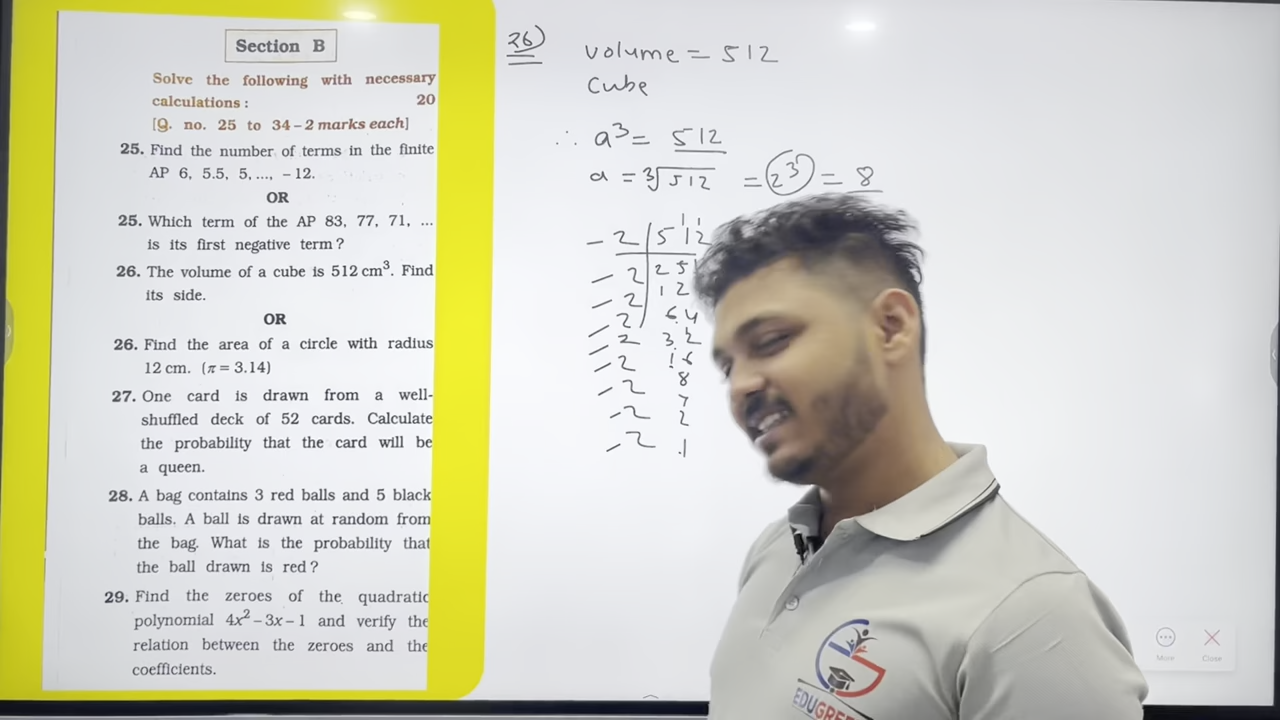 Section B
Solve the following with necessary
calculations : 20
[Q. no. 25 to 34 – 2 marks each]
25. Find the number of terms in the finite
AP 6, 5.5, 5, ..., – 12.
OR
25. Which term of the AP 83, 77, 71, ...
is its first negative term ?
26. The volume of a cube is 512 cm³. Find
its side.
OR
26. Find the area of a circle with radius
12 cm. (π = 3.14)
27. One card is drawn from a well-
shuffled deck of 52 cards. Calculate
the probability that the card will be
a queen.
28. A bag contains 3 red balls and 5 black
balls. A ball is drawn at random from
the bag. What is the probability that
the ball drawn is red ?
29. Find the zeroes of the quadratic
polynomial 4x² – 3x – 1 and verify the
relation between the zeroes and the
coefficients.
26)
volume = 512
cube
∴ a³ = 512
a = ³√512 = 2³ = 8
2 | 512
2 | 25
2 | 12
2 64
2 32
2 16
2 8
2 2
2 1
More Close
EDUGREE